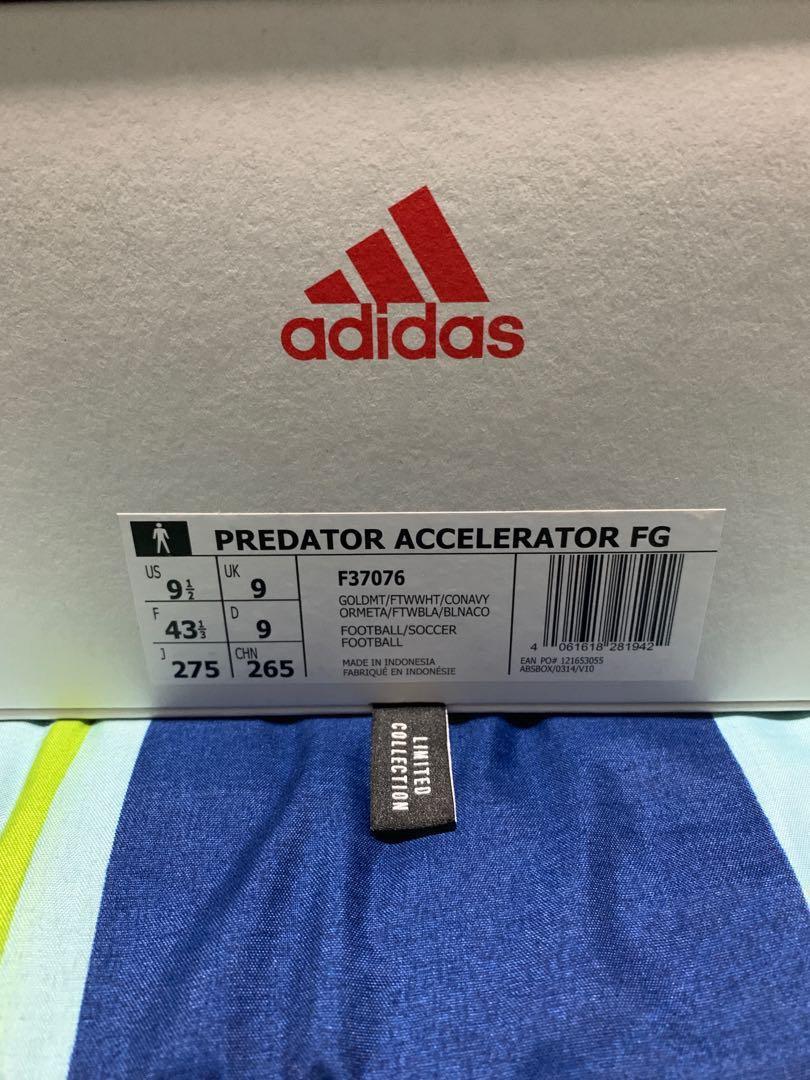 adidas
PREDATOR ACCELERATOR FG
US 9½ UK 9
F 43⅓ D 9
J 275 CHN 265
F37076
GOLDMT/FTWWHT/CONAVY
ORMETA/FTWBLA/BLNACO
FOOTBALL/SOCCER
FOOTBALL
MADE IN INDONESIA
FABRIQUÉ EN INDONÉSIE
4 061618 281942
EAN PO# 121653055
ABSBOX/0314/V10
LIMITED
COLLECTION